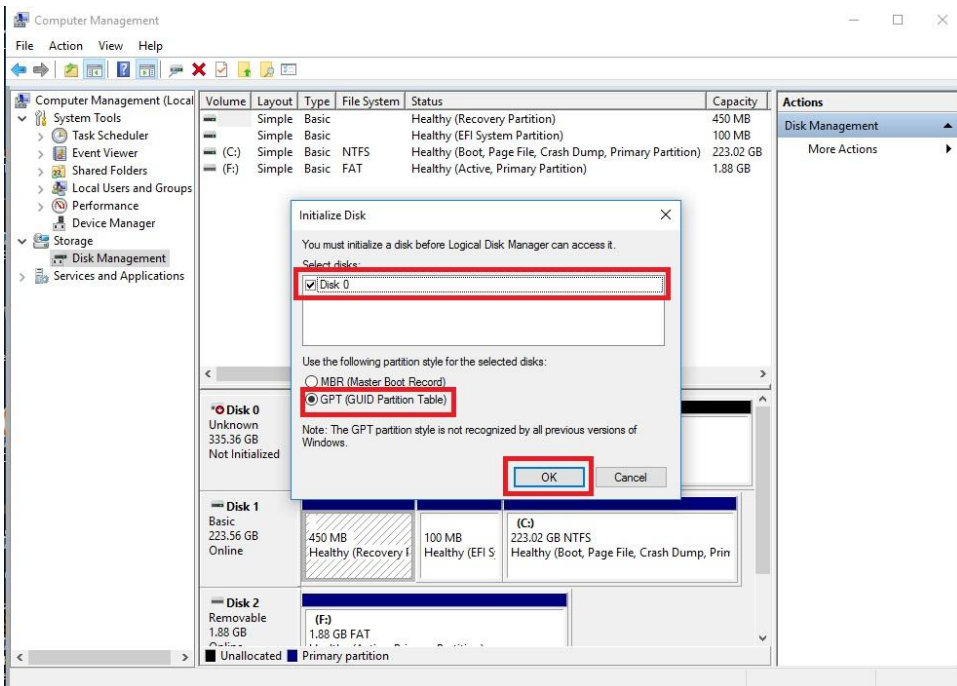 Computer Management
File Action View Help
Computer Management (Local
System Tools
Task Scheduler
Event Viewer
Shared Folders
Local Users and Groups
Performance
Device Manager
Storage
Disk Management
Services and Applications
Volume Layout Type File System Status Capacity
Simple Basic Healthy (Recovery Partition) 450 MB
Simple Basic Healthy (EFI System Partition) 100 MB
(C:) Simple Basic NTFS Healthy (Boot, Page File, Crash Dump, Primary Partition) 223.02 GB
(F:) Simple Basic FAT Healthy (Active, Primary Partition) 1.88 GB
Actions
Disk Management
More Actions
Initialize Disk
You must initialize a disk before Logical Disk Manager can access it.
Select disks:
Disk 0
Use the following partition style for the selected disks:
MBR (Master Boot Record)
GPT (GUID Partition Table)
Note: The GPT partition style is not recognized by all previous versions of
Windows.
OK Cancel
Disk 0
Unknown
335.36 GB
Not Initialized
Disk 1
Basic
223.56 GB
Online
450 MB
Healthy (Recovery P
100 MB
Healthy (EFI S
(C:)
223.02 GB NTFS
Healthy (Boot, Page File, Crash Dump, Prin
Disk 2
Removable
1.88 GB
(F:)
1.88 GB FAT
Unallocated Primary partition